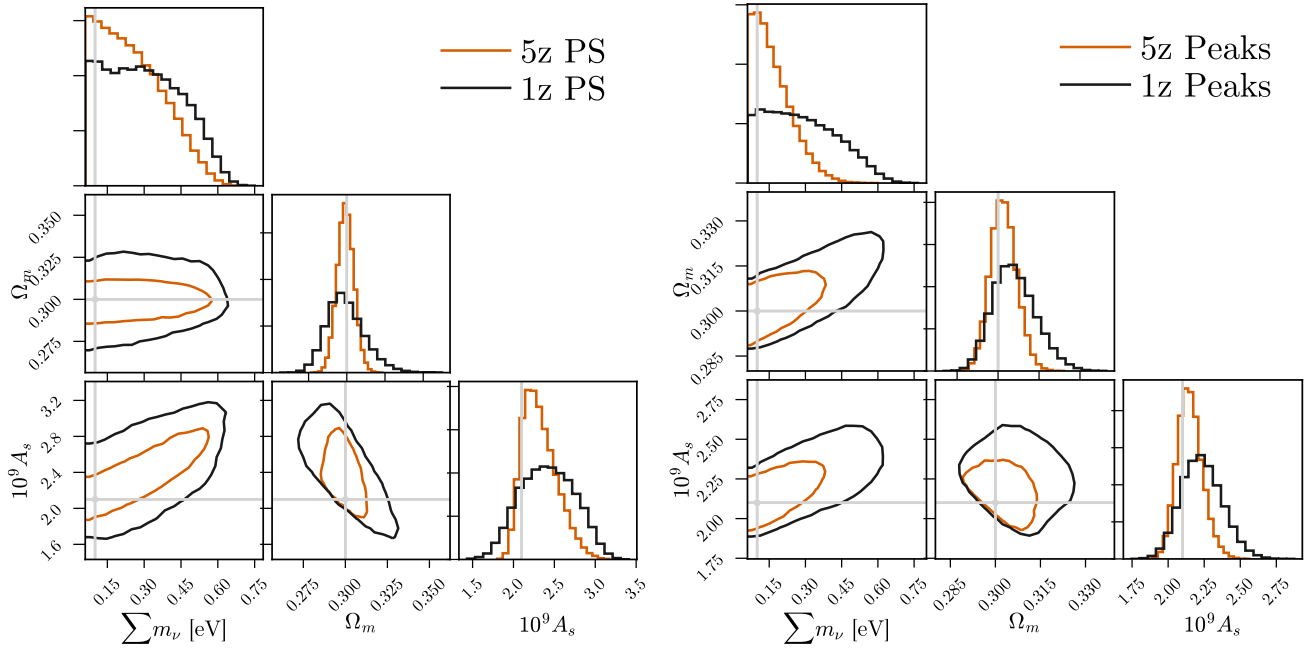 5z PS
1z PS
0.350
0.325
0.300
0.275
Ω_m
3.2
2.8
2.4
2.0
1.6
10^9 A_s
0.15 0.30 0.45 0.60 0.75
∑ m_ν [eV]
0.275 0.300 0.325 0.350
Ω_m
1.5 2.0 2.5 3.0 3.5
10^9 A_s
5z Peaks
1z Peaks
0.330
0.315
0.300
0.285
Ω_m
2.75
2.50
2.25
2.00
1.75
10^9 A_s
0.15 0.30 0.45 0.60 0.75
∑ m_ν [eV]
0.285 0.300 0.315 0.330
Ω_m
1.75 2.00 2.25 2.50 2.75
10^9 A_s